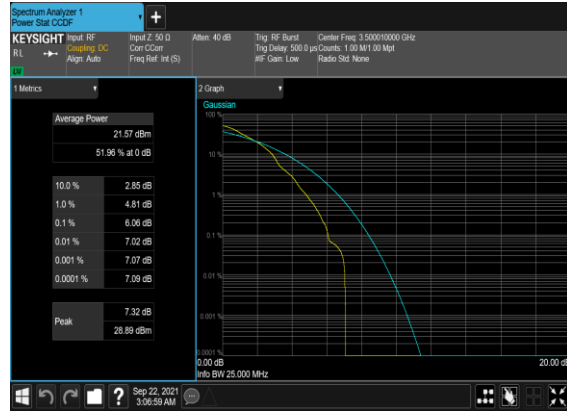 Spectrum Analyzer 1
Power Stat CCDF
KEYSIGHT
RL
Input: RF
Coupling: DC
Align: Auto
Input Z: 50 Ω
Corr CCorr
Freq Ref: Int (S)
Atten: 40 dB
Trig: RF Burst
Trig Delay: 500.0 µs
#IF Gain: Low
Center Freq: 3.500010000 GHz
Counts: 1.00 M/1.00 Mpt
Radio Std: None
1 Metrics
Average Power
21.57 dBm
51.96 % at 0 dB
10.0 % 2.85 dB
1.0 % 4.81 dB
0.1 % 6.06 dB
0.01 % 7.02 dB
0.001 % 7.07 dB
0.0001 % 7.09 dB
Peak
7.32 dB
28.89 dBm
2 Graph
Gaussian
100 %
10 %
1 %
0.1 %
0.01 %
0.001 %
0.0001 %
0.00 dB
20.00 dB
Info BW 25.000 MHz
?
Sep 22, 2021
3:06:59 AM